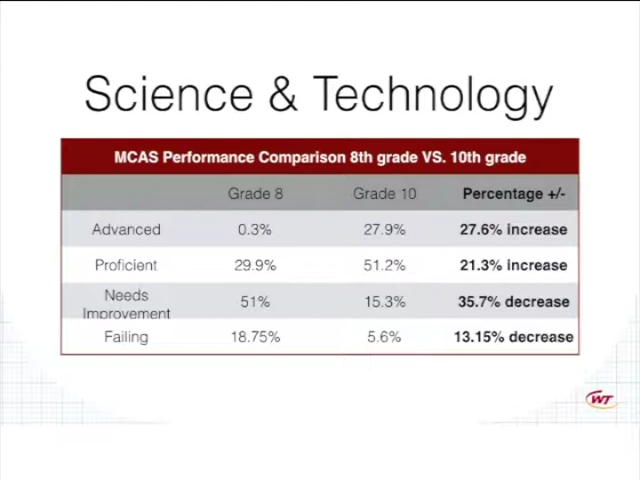 Science & Technology
MCAS Performance Comparison 8th grade VS. 10th grade
Grade 8 Grade 10 Percentage +/-
Advanced 0.3% 27.9% 27.6% increase
Proficient 29.9% 51.2% 21.3% increase
Needs
Improvement 51% 15.3% 35.7% decrease
Failing 18.75% 5.6% 13.15% decrease
WT